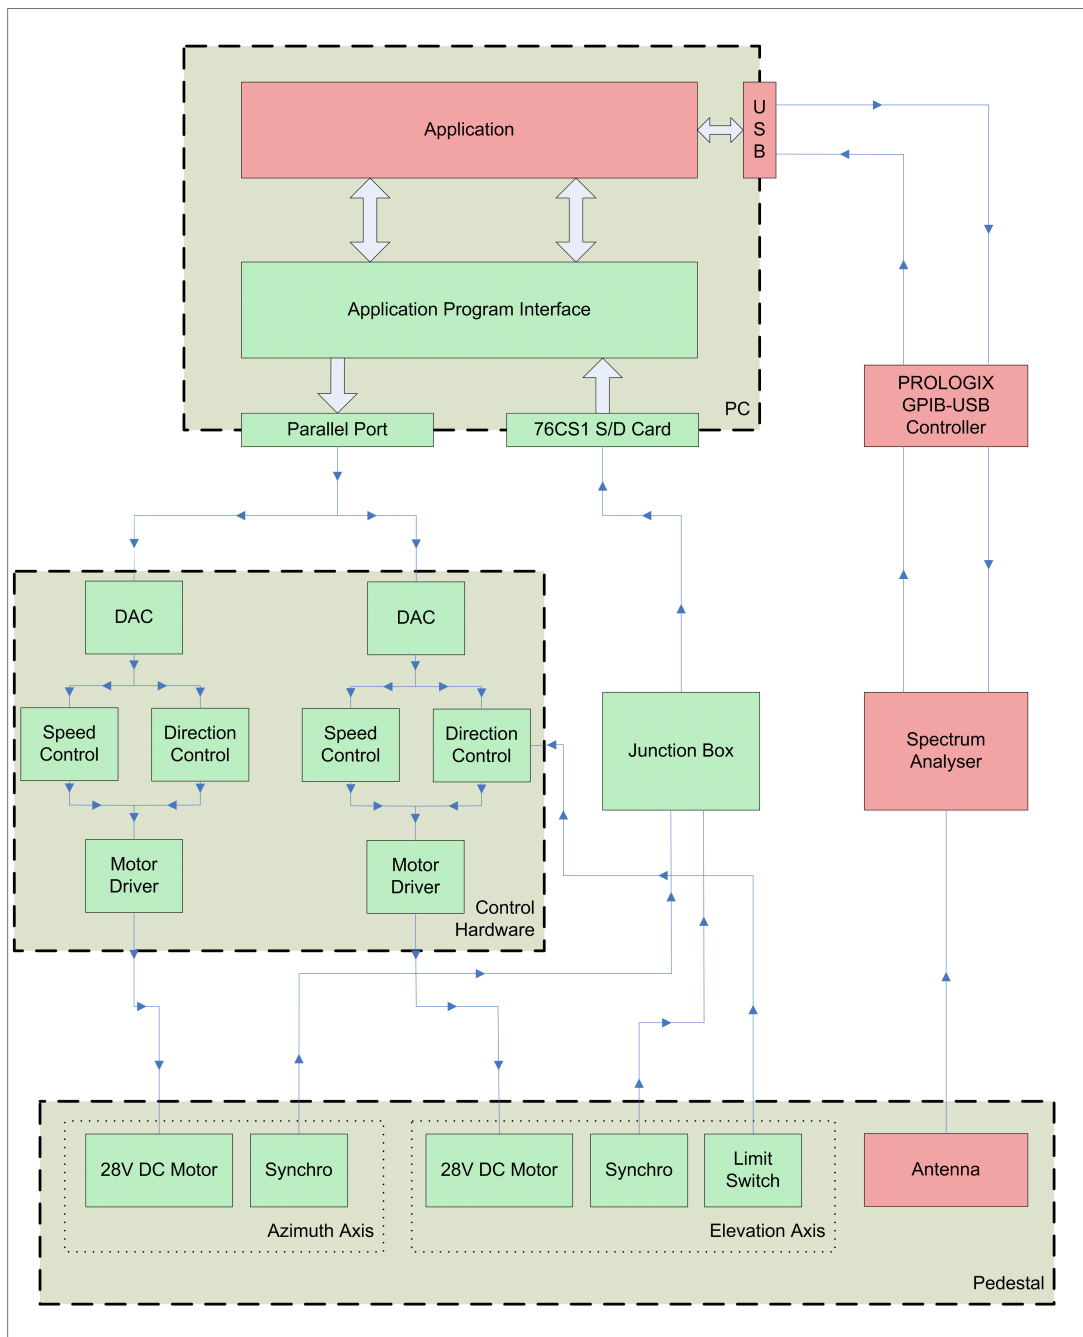 Application
U
S
B
Application Program Interface
PC
Parallel Port
76CS1 S/D Card
PROLOGIX
GPIB-USB
Controller
DAC
DAC
Speed
Control
Direction
Control
Speed
Control
Direction
Control
Junction Box
Spectrum
Analyser
Motor
Driver
Motor
Driver
Control
Hardware
28V DC Motor
Synchro
28V DC Motor
Synchro
Limit
Switch
Antenna
Azimuth Axis
Elevation Axis
Pedestal